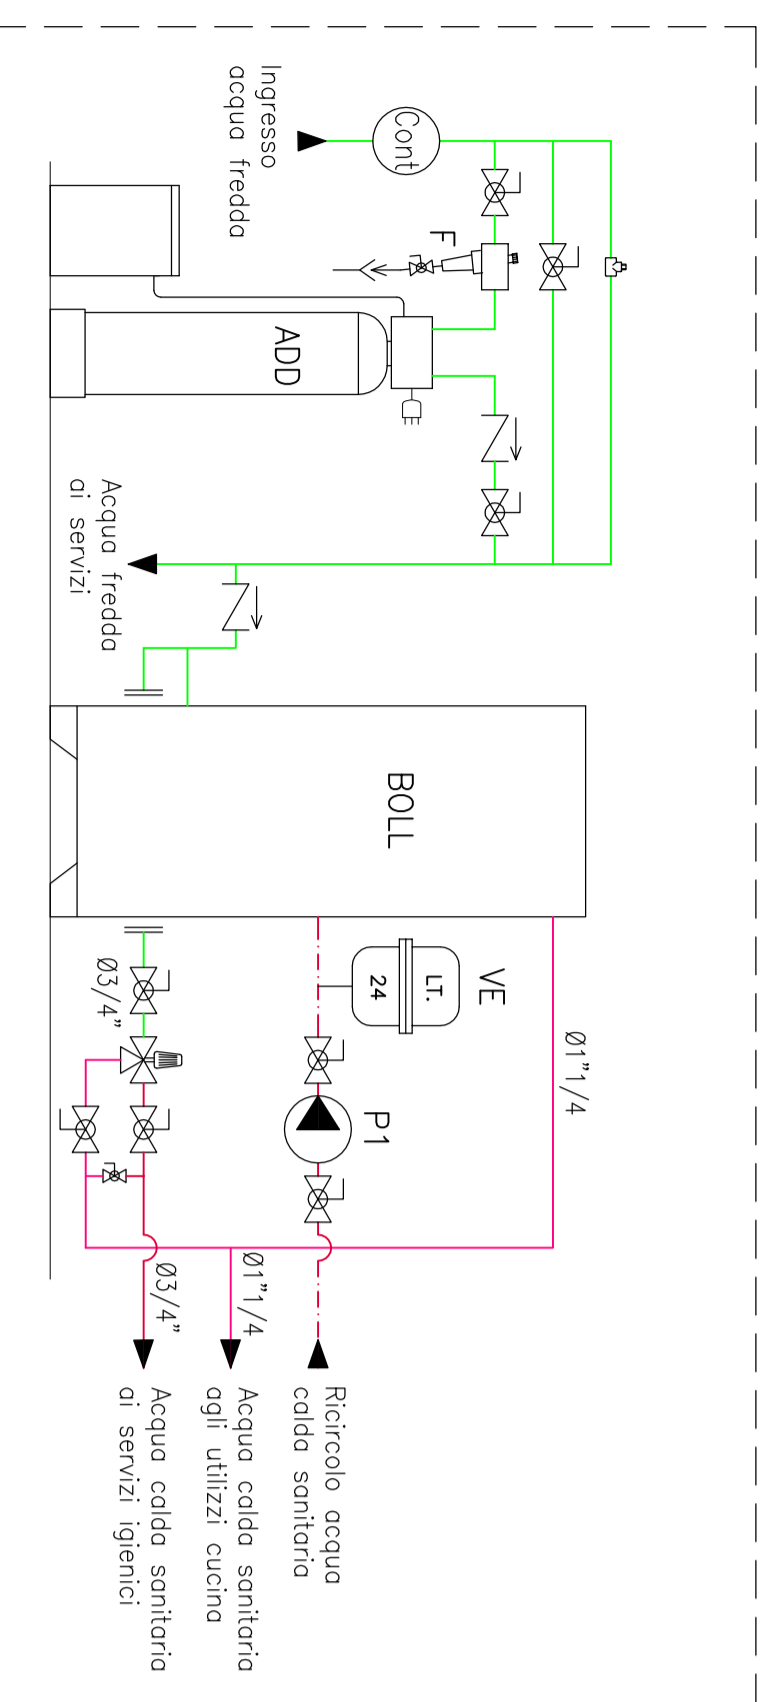 Ingresso
acqua fredda
Cont
F
ADD
Acqua fredda
ai servizi
BOLL
VE
LT.
24
P1
Ø1"1/4
Ø3/4"
Ø1"1/4
Ø3/4"
Ricircolo acqua
calda sanitaria
Acqua calda sanitaria
agli utilizzi cucina
Acqua calda sanitaria
ai servizi igienici